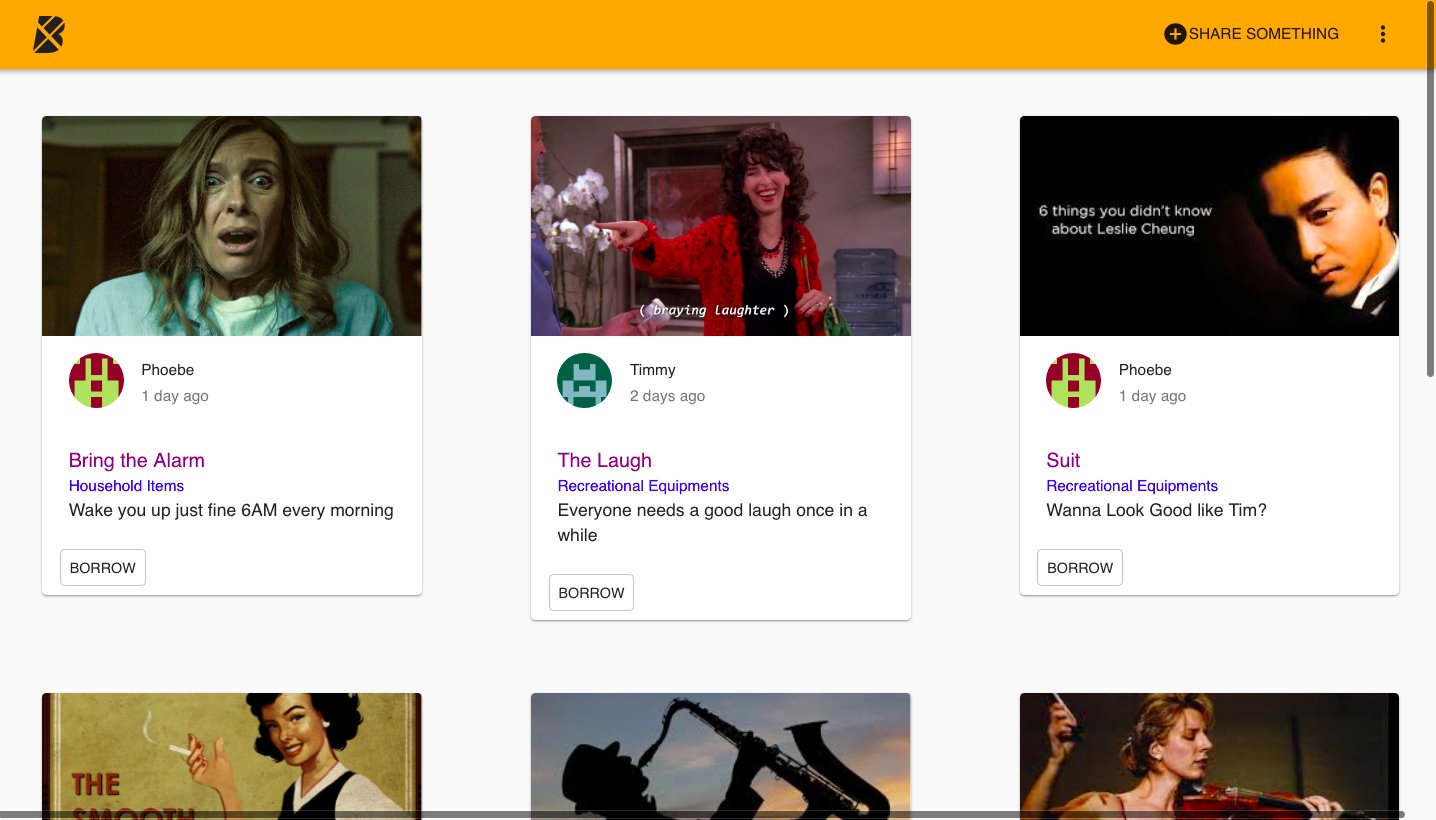 SHARE SOMETHING
( braying laughter )
6 things you didn't know
about Leslie Cheung
Phoebe
1 day ago
Timmy
2 days ago
Phoebe
1 day ago
Bring the Alarm
Household Items
Wake you up just fine 6AM every morning
BORROW
The Laugh
Recreational Equipments
Everyone needs a good laugh once in a
while
BORROW
Suit
Recreational Equipments
Wanna Look Good like Tim?
BORROW
THE
SMOOTH